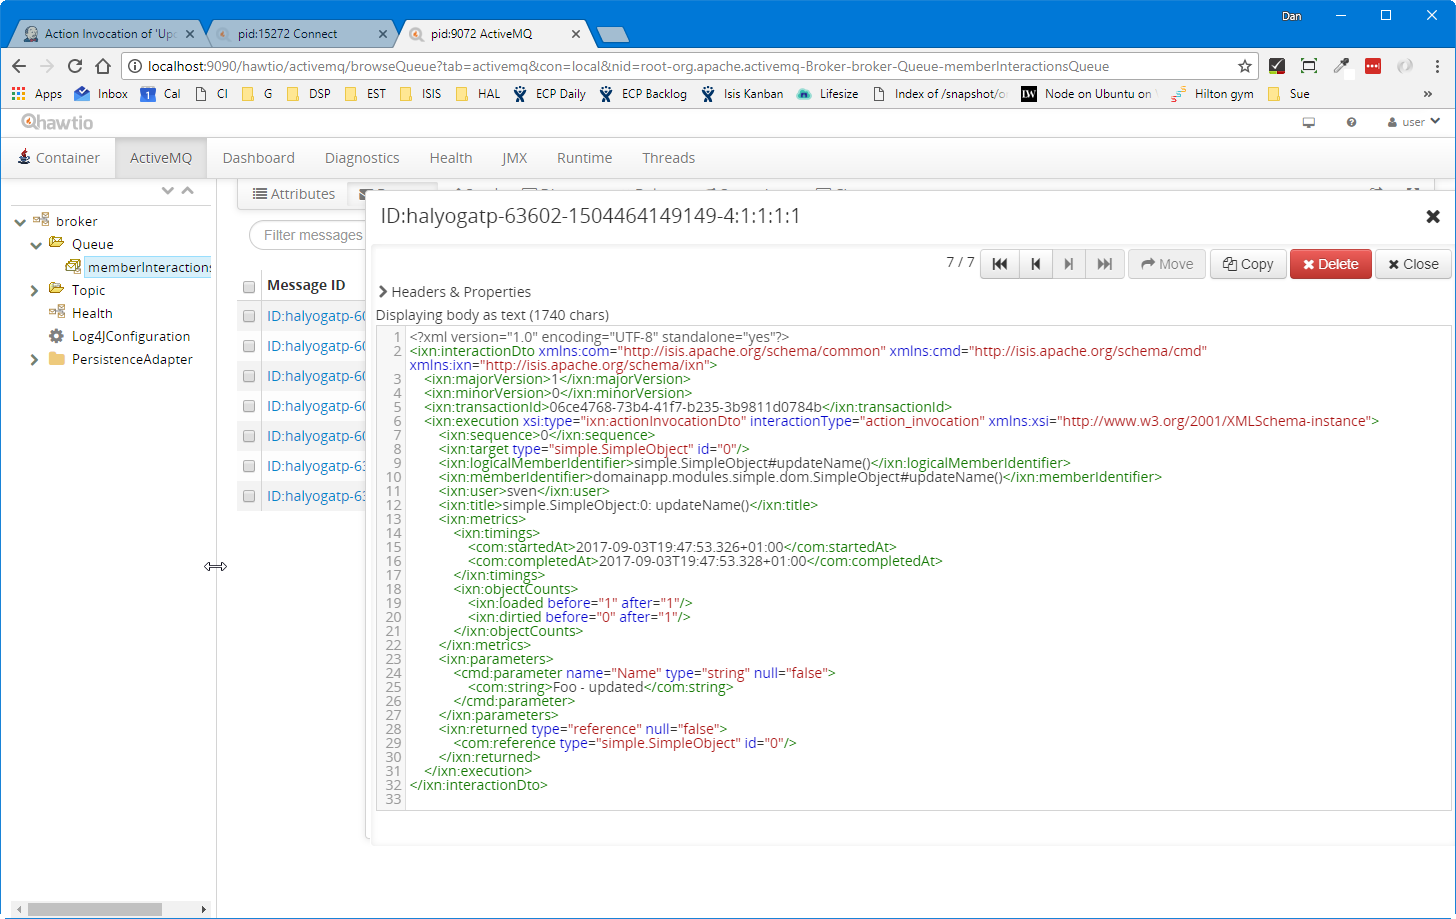 Dan
Action Invocation of 'Upd
pid:15272 Connect
pid:9072 ActiveMQ
localhost:9090/hawtio/activemq/browseQueue?tab=activemq&con=local&nid=root-org.apache.activemq-Broker-broker-Queue-memberInteractionsQueue
Apps Inbox Cal CI G DSP EST ISIS HAL ECP Daily ECP Backlog Isis Kanban Lifesize Index of /snapshot/o Node on Ubuntu on Hilton gym Sue »
hawtio
user
Container ActiveMQ Dashboard Diagnostics Health JMX Runtime Threads
broker
Queue
memberInteractions
Topic
Health
Log4JConfiguration
PersistenceAdapter
Attributes
Filter messages
Message ID
ID:halyogatp-60
ID:halyogatp-60
ID:halyogatp-60
ID:halyogatp-60
ID:halyogatp-60
ID:halyogatp-63
ID:halyogatp-63
ID:halyogatp-63602-1504464149149-4:1:1:1:1
7 / 7 Move Copy Delete Close
Headers & Properties
Displaying body as text (1740 chars)
1 <?xml version="1.0" encoding="UTF-8" standalone="yes"?>
2 <ixn:interactionDto xmlns:com="http://isis.apache.org/schema/common" xmlns:cmd="http://isis.apache.org/schema/cmd"
xmlns:ixn="http://isis.apache.org/schema/ixn">
3 <ixn:majorVersion>1</ixn:majorVersion>
4 <ixn:minorVersion>0</ixn:minorVersion>
5 <ixn:transactionId>06ce4768-73b4-41f7-b235-3b9811d0784b</ixn:transactionId>
6 <ixn:execution xsi:type="ixn:actionInvocationDto" interactionType="action_invocation" xmlns:xsi="http://www.w3.org/2001/XMLSchema-instance">
7 <ixn:sequence>0</ixn:sequence>
8 <ixn:target type="simple.SimpleObject" id="0"/>
9 <ixn:logicalMemberIdentifier>simple.SimpleObject#updateName()</ixn:logicalMemberIdentifier>
10 <ixn:memberIdentifier>domainapp.modules.simple.dom.SimpleObject#updateName()</ixn:memberIdentifier>
11 <ixn:user>sven</ixn:user>
12 <ixn:title>simple.SimpleObject:0: updateName()</ixn:title>
13 <ixn:metrics>
14 <ixn:timings>
15 <com:startedAt>2017-09-03T19:47:53.326+01:00</com:startedAt>
16 <com:completedAt>2017-09-03T19:47:53.328+01:00</com:completedAt>
17 </ixn:timings>
18 <ixn:objectCounts>
19 <ixn:loaded before="1" after="1"/>
20 <ixn:dirtied before="0" after="1"/>
21 </ixn:objectCounts>
22 </ixn:metrics>
23 <ixn:parameters>
24 <cmd:parameter name="Name" type="string" null="false">
25 <com:string>Foo - updated</com:string>
26 </cmd:parameter>
27 </ixn:parameters>
28 <ixn:returned type="reference" null="false">
29 <com:reference type="simple.SimpleObject" id="0"/>
30 </ixn:returned>
31 </ixn:execution>
32 </ixn:interactionDto>
33